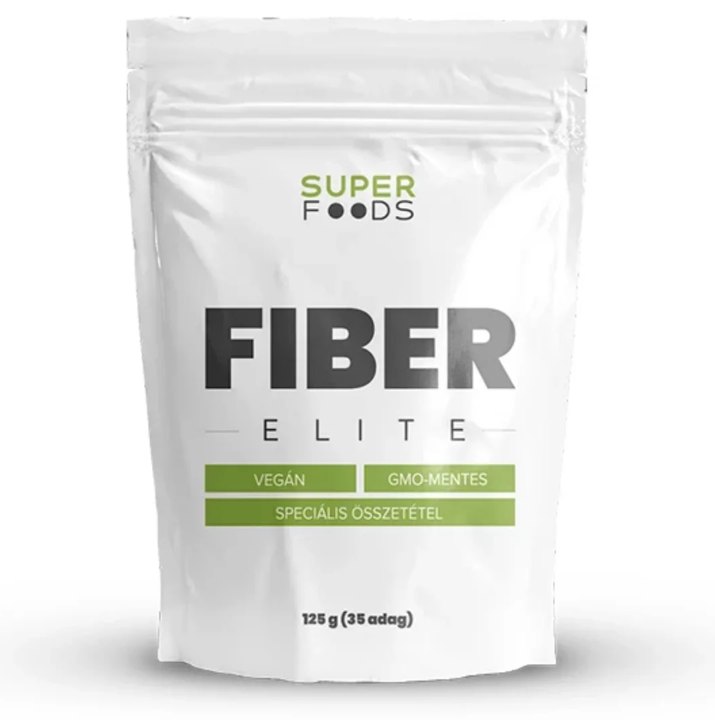 SUPER
FOODS
FIBER
ELITE
VEGÁN
GMO-MENTES
SPECIÁLIS ÖSSZETÉTEL
125 g (35 adag)